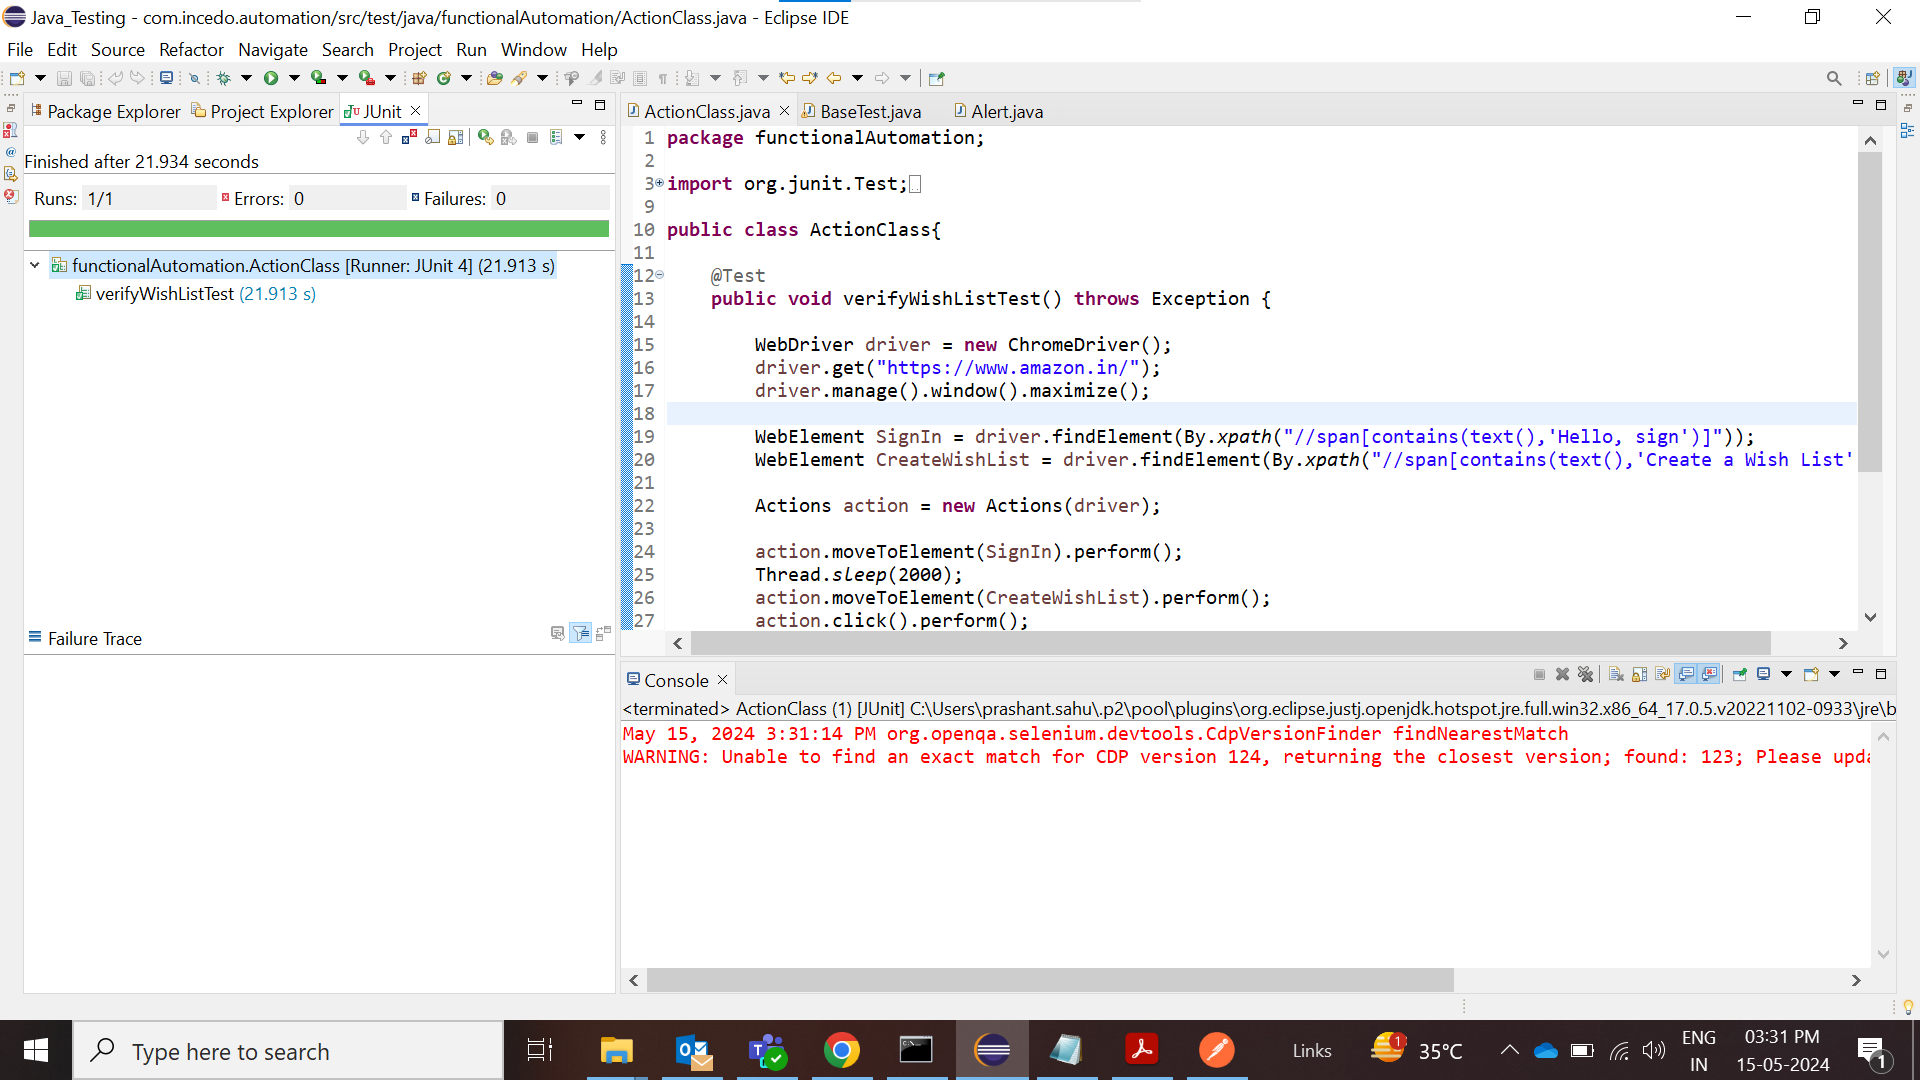 Java_Testing - com.incedo.automation/src/test/java/functionalAutomation/ActionClass.java - Eclipse IDE
File Edit Source Refactor Navigate Search Project Run Window Help
Package Explorer Project Explorer JUnit
Finished after 21.934 seconds
Runs: 1/1 Errors: 0 Failures: 0
functionalAutomation.ActionClass [Runner: JUnit 4] (21.913 s)
verifyWishListTest (21.913 s)
Failure Trace
ActionClass.java BaseTest.java Alert.java
1 package functionalAutomation;
2
3 import org.junit.Test;
9
10 public class ActionClass{
11
12 @Test
13 public void verifyWishListTest() throws Exception {
14
15 WebDriver driver = new ChromeDriver();
16 driver.get("https://www.amazon.in/");
17 driver.manage().window().maximize();
18
19 WebElement SignIn = driver.findElement(By.xpath("//span[contains(text(),'Hello, sign')]"));
20 WebElement CreateWishList = driver.findElement(By.xpath("//span[contains(text(),'Create a Wish List'
21
22 Actions action = new Actions(driver);
23
24 action.moveToElement(SignIn).perform();
25 Thread.sleep(2000);
26 action.moveToElement(CreateWishList).perform();
27 action.click().perform();
Console
<terminated> ActionClass (1) [JUnit] C:\Users\prashant.sahu\.p2\pool\plugins\org.eclipse.justj.openjdk.hotspot.jre.full.win32.x86_64_17.0.5.v20221102-0933\jre\b
May 15, 2024 3:31:14 PM org.openqa.selenium.devtools.CdpVersionFinder findNearestMatch
WARNING: Unable to find an exact match for CDP version 124, returning the closest version; found: 123; Please upda
Type here to search
Links
1
35°C
ENG
IN
03:31 PM
15-05-2024
1